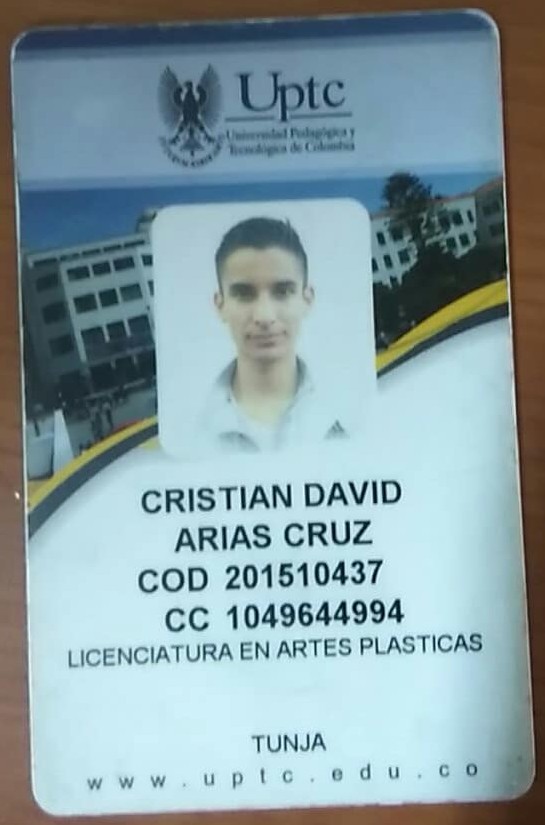 Uptc
Universidad Pedagógica y
Tecnológica de Colombia
CRISTIAN DAVID
ARIAS CRUZ
COD 201510437
CC 1049644994
LICENCIATURA EN ARTES PLASTICAS
TUNJA
www.uptc.edu.co